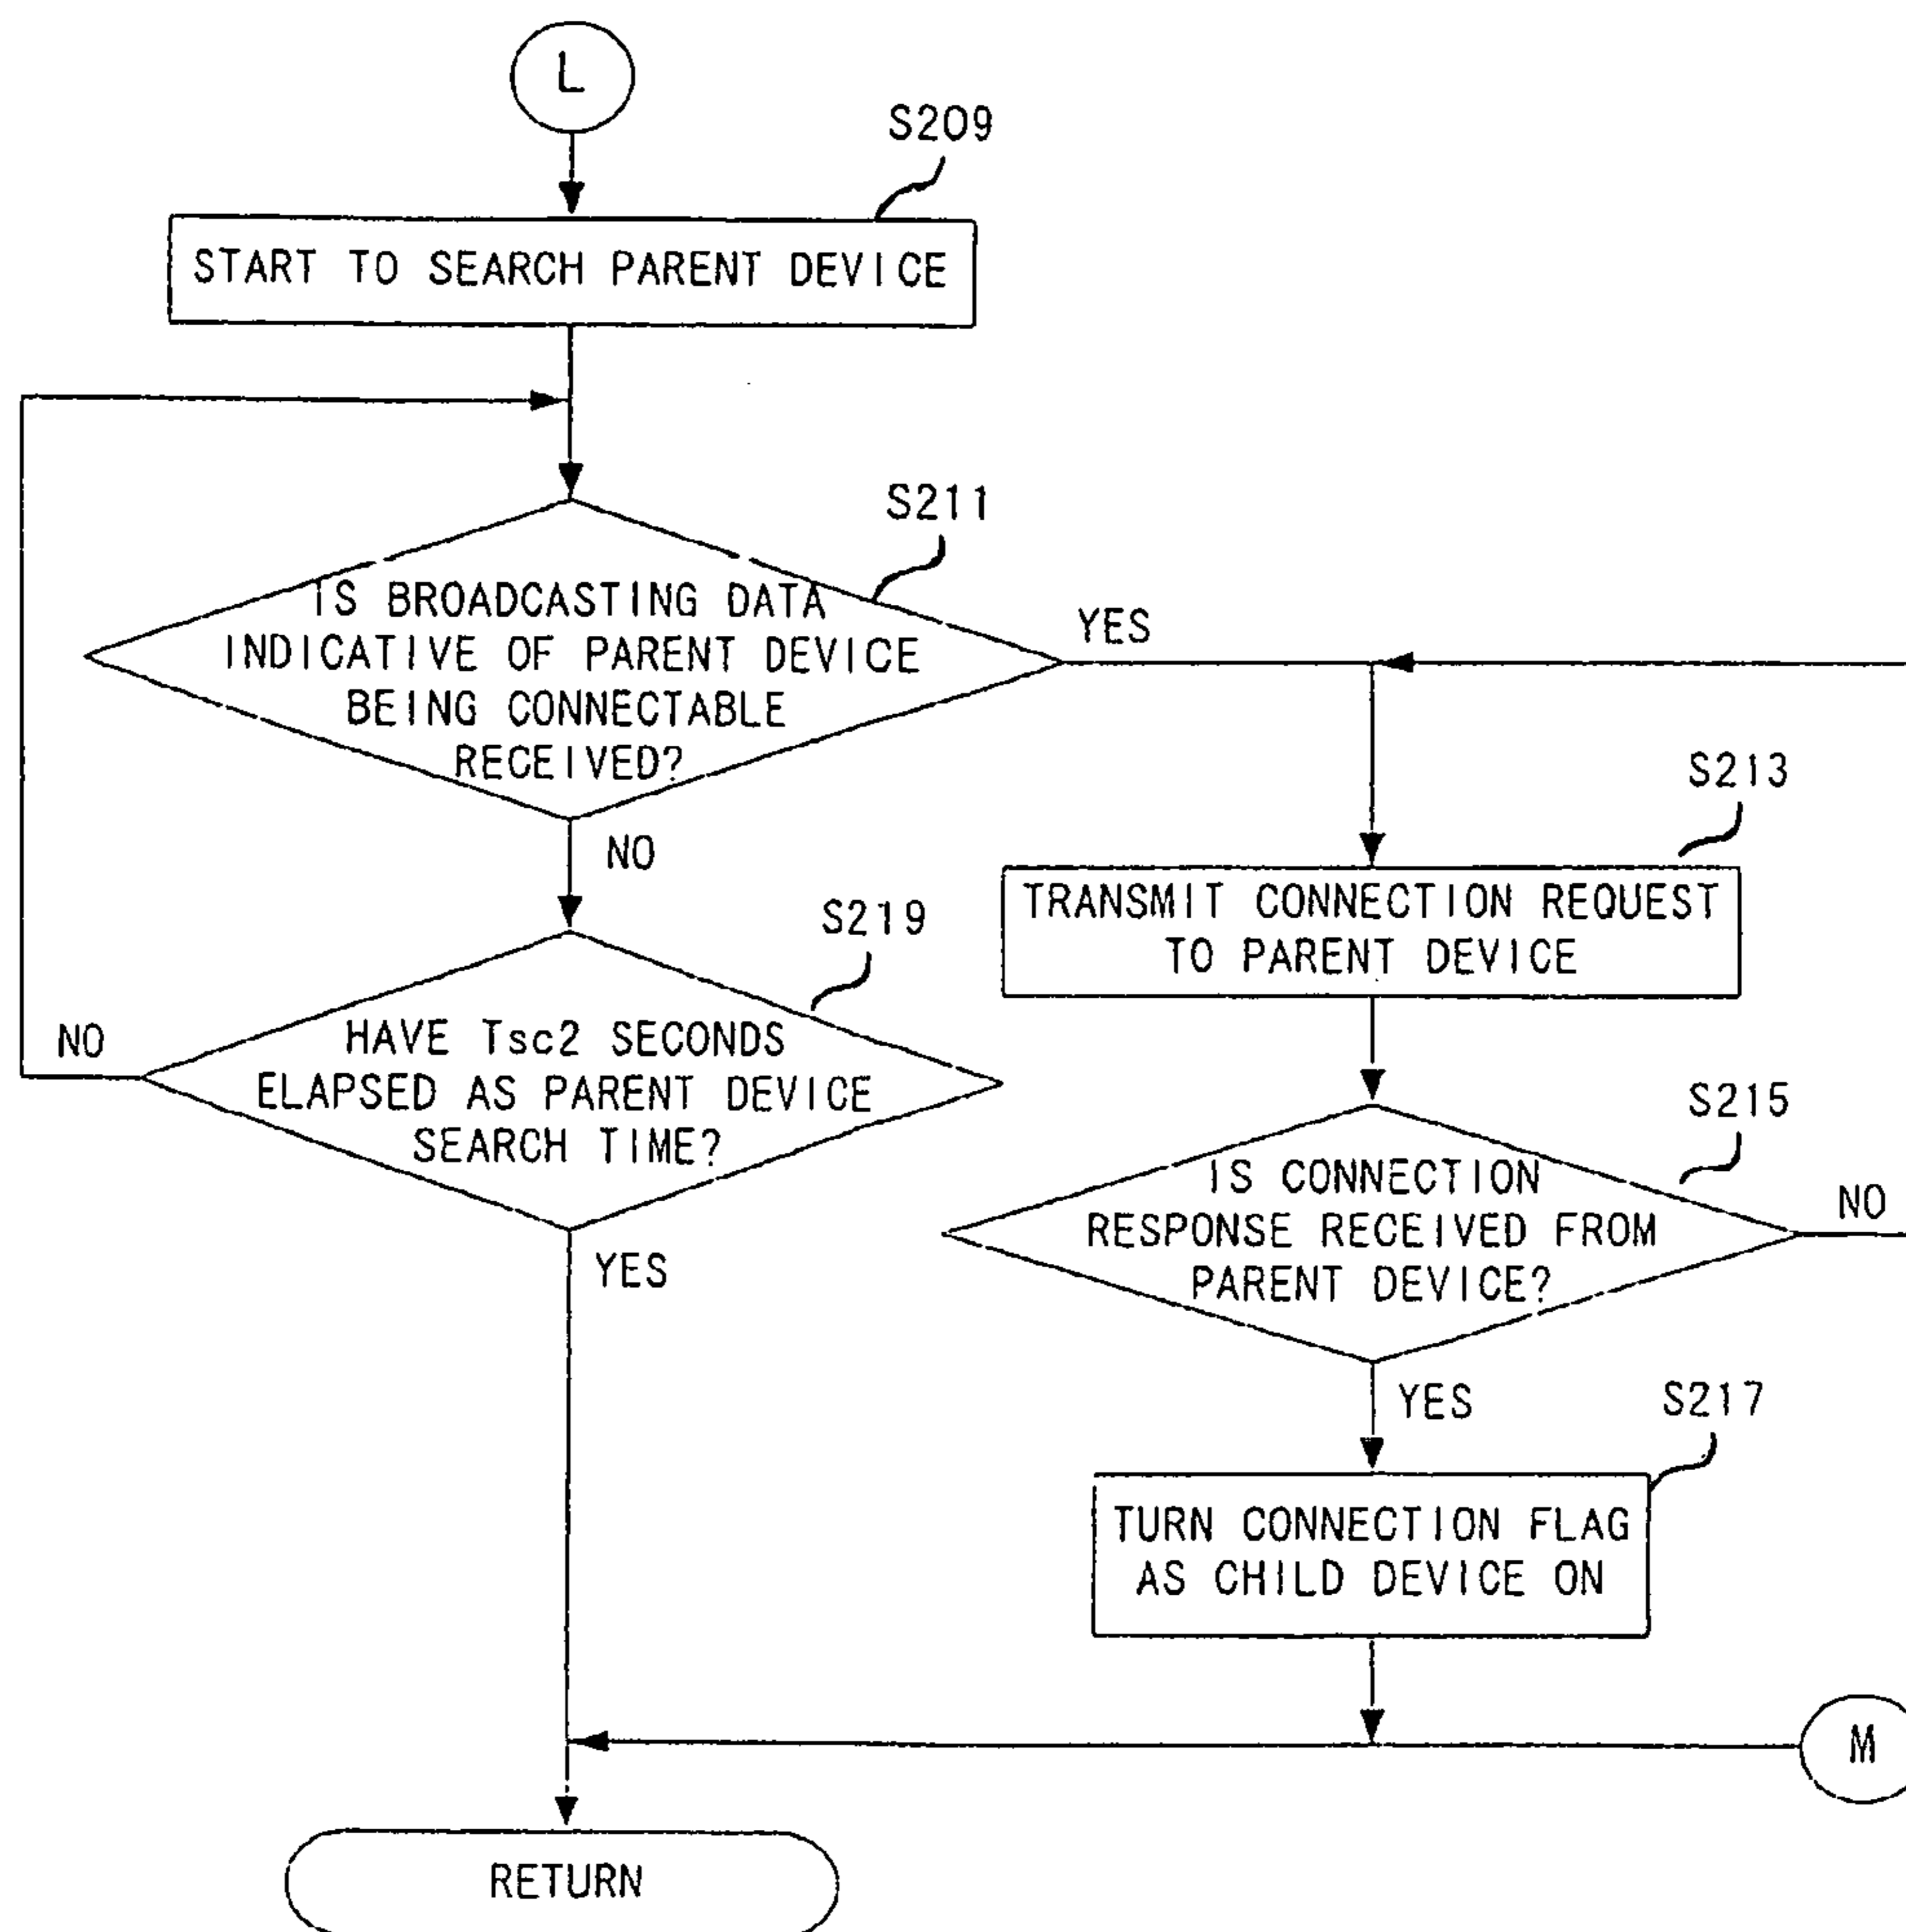 L
S209
START TO SEARCH PARENT DEVICE
S211
IS BROADCASTING DATA
INDICATIVE OF PARENT DEVICE
BEING CONNECTABLE
RECEIVED?
YES
NO
S213
TRANSMIT CONNECTION REQUEST
TO PARENT DEVICE
S219
HAVE Tsc2 SECONDS
ELAPSED AS PARENT DEVICE
SEARCH TIME?
NO
YES
S215
IS CONNECTION
RESPONSE RECEIVED FROM
PARENT DEVICE?
NO
YES
S217
TURN CONNECTION FLAG
AS CHILD DEVICE ON
M
RETURN